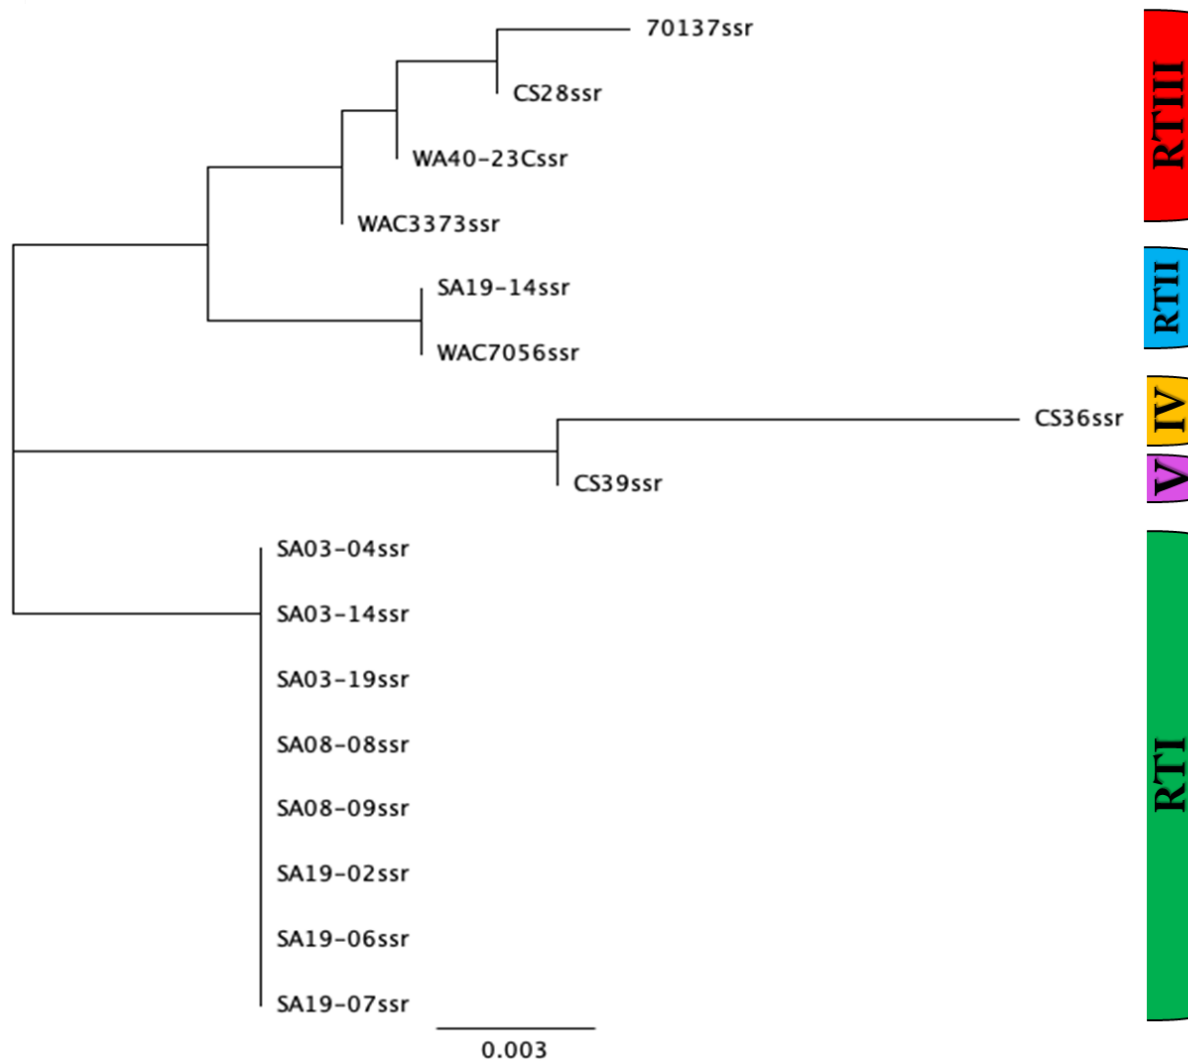 70137ssr
CS28ssr
WA40-23Cssr
WAC3373ssr
RTIII
SA19-14ssr
WAC7056ssr
RTII
CS36ssr
IV
CS39ssr
V
SA03-04ssr
SA03-14ssr
SA03-19ssr
SA08-08ssr
SA08-09ssr
SA19-02ssr
SA19-06ssr
SA19-07ssr
RTI
0.003